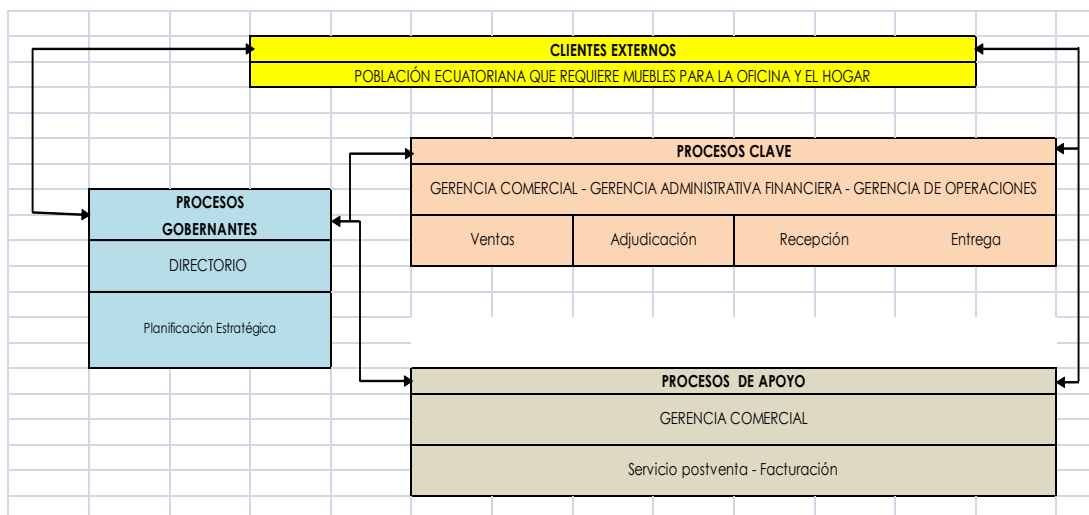 CLIENTES EXTERNOS
POBLACIÓN ECUATORIANA QUE REQUIERE MUEBLES PARA LA OFICINA Y EL HOGAR
PROCESOS CLAVE
GERENCIA COMERCIAL - GERENCIA ADMINISTRATIVA FINANCIERA - GERENCIA DE OPERACIONES
Ventas
Adjudicación
Recepción
Entrega
PROCESOS
GOBERNANTES
DIRECTORIO
Planificación Estratégica
PROCESOS DE APOYO
GERENCIA COMERCIAL
Servicio postventa - Facturación